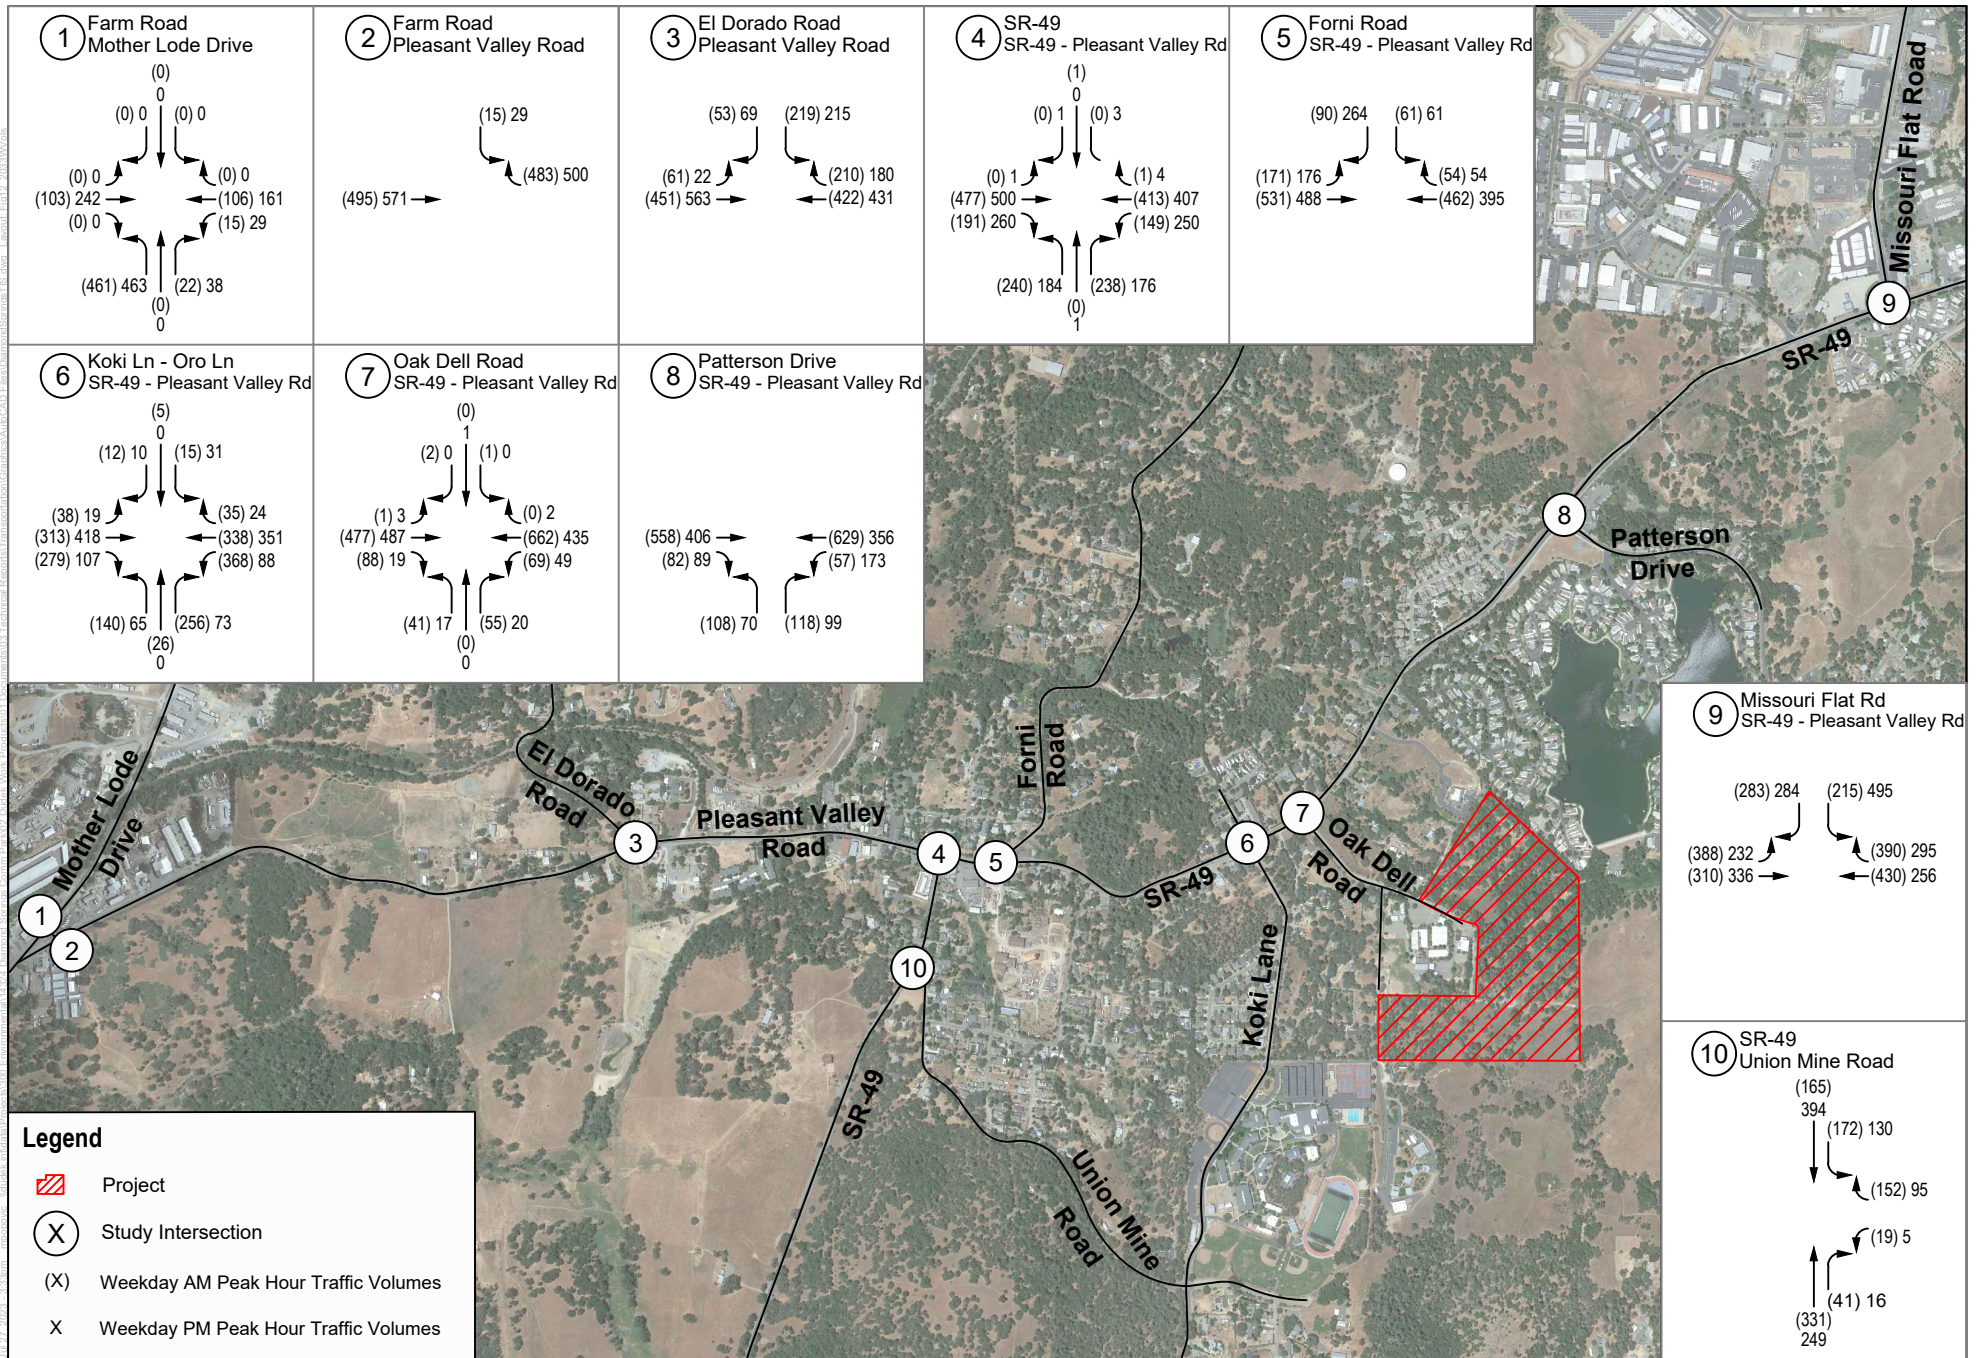 1
Farm Road
Mother Lode Drive
(0)
0
(0) 0 (0) 0
(0) 0 (0) 0
(103) 242 (106) 161
(0) 0 (15) 29
(461) 463 (22) 38
(0)
0
2
Farm Road
Pleasant Valley Road
(15) 29
(483) 500
(495) 571
3
El Dorado Road
Pleasant Valley Road
(53) 69 (219) 215
(61) 22 (210) 180
(451) 563 (422) 431
4
SR-49
SR-49 - Pleasant Valley Rd
(1)
0
(0) 1 (0) 3
(0) 1 (1) 4
(477) 500 (413) 407
(191) 260 (149) 250
(240) 184 (238) 176
(0)
1
5
Forni Road
SR-49 - Pleasant Valley Rd
(90) 264 (61) 61
(171) 176 (54) 54
(531) 488 (462) 395
6
Koki Ln - Oro Ln
SR-49 - Pleasant Valley Rd
(5)
0
(12) 10 (15) 31
(38) 19 (35) 24
(313) 418 (338) 351
(279) 107 (368) 88
(140) 65 (256) 73
(26)
0
7
Oak Dell Road
SR-49 - Pleasant Valley Rd
(0)
1
(2) 0 (1) 0
(1) 3 (0) 2
(477) 487 (662) 435
(88) 19 (69) 49
(41) 17 (55) 20
(0)
0
8
Patterson Drive
SR-49 - Pleasant Valley Rd
(558) 406 (629) 356
(82) 89 (57) 173
(108) 70 (118) 99
9
Missouri Flat Rd
SR-49 - Pleasant Valley Rd
(283) 284 (215) 495
(388) 232 (390) 295
(310) 336 (430) 256
10
SR-49
Union Mine Road
(165)
394
(172) 130
(152) 95
(19) 5
(41) 16
(331)
249
Missouri Flat Road
9
SR-49
8
Patterson
Drive
Forni
Road
El Dorado
Road
Mother Lode
Drive
Pleasant Valley
Road
3
4
5
6
7
Oak Dell
Road
SR-49
1
2
10
Koki Lane
SR-49
Union Mine
Road
Legend
Project
X Study Intersection
(X) Weekday AM Peak Hour Traffic Volumes
X Weekday PM Peak Hour Traffic Volumes